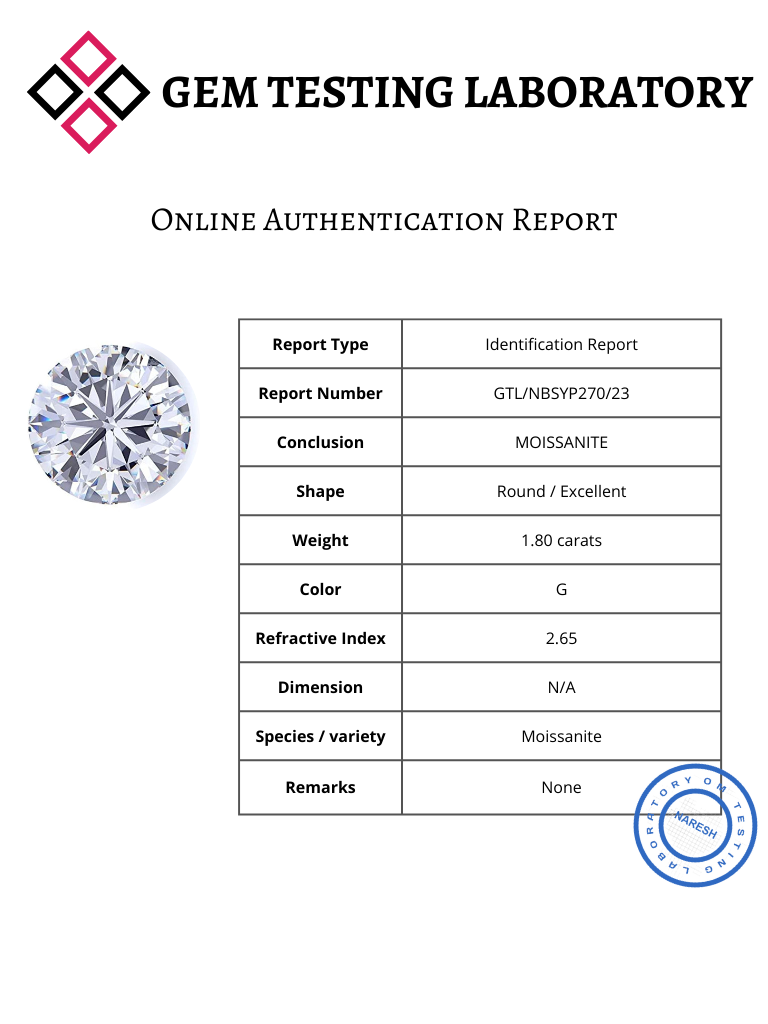 GEM TESTING LABORATORY
Online Authentication Report
Report Type Identification Report
Report Number GTL/NBSYP270/23
Conclusion MOISSANITE
Shape Round / Excellent
Weight 1.80 carats
Color G
Refractive Index 2.65
Dimension N/A
Species / variety Moissanite
Remarks None
OM TESTING LABORATORY
NARESH